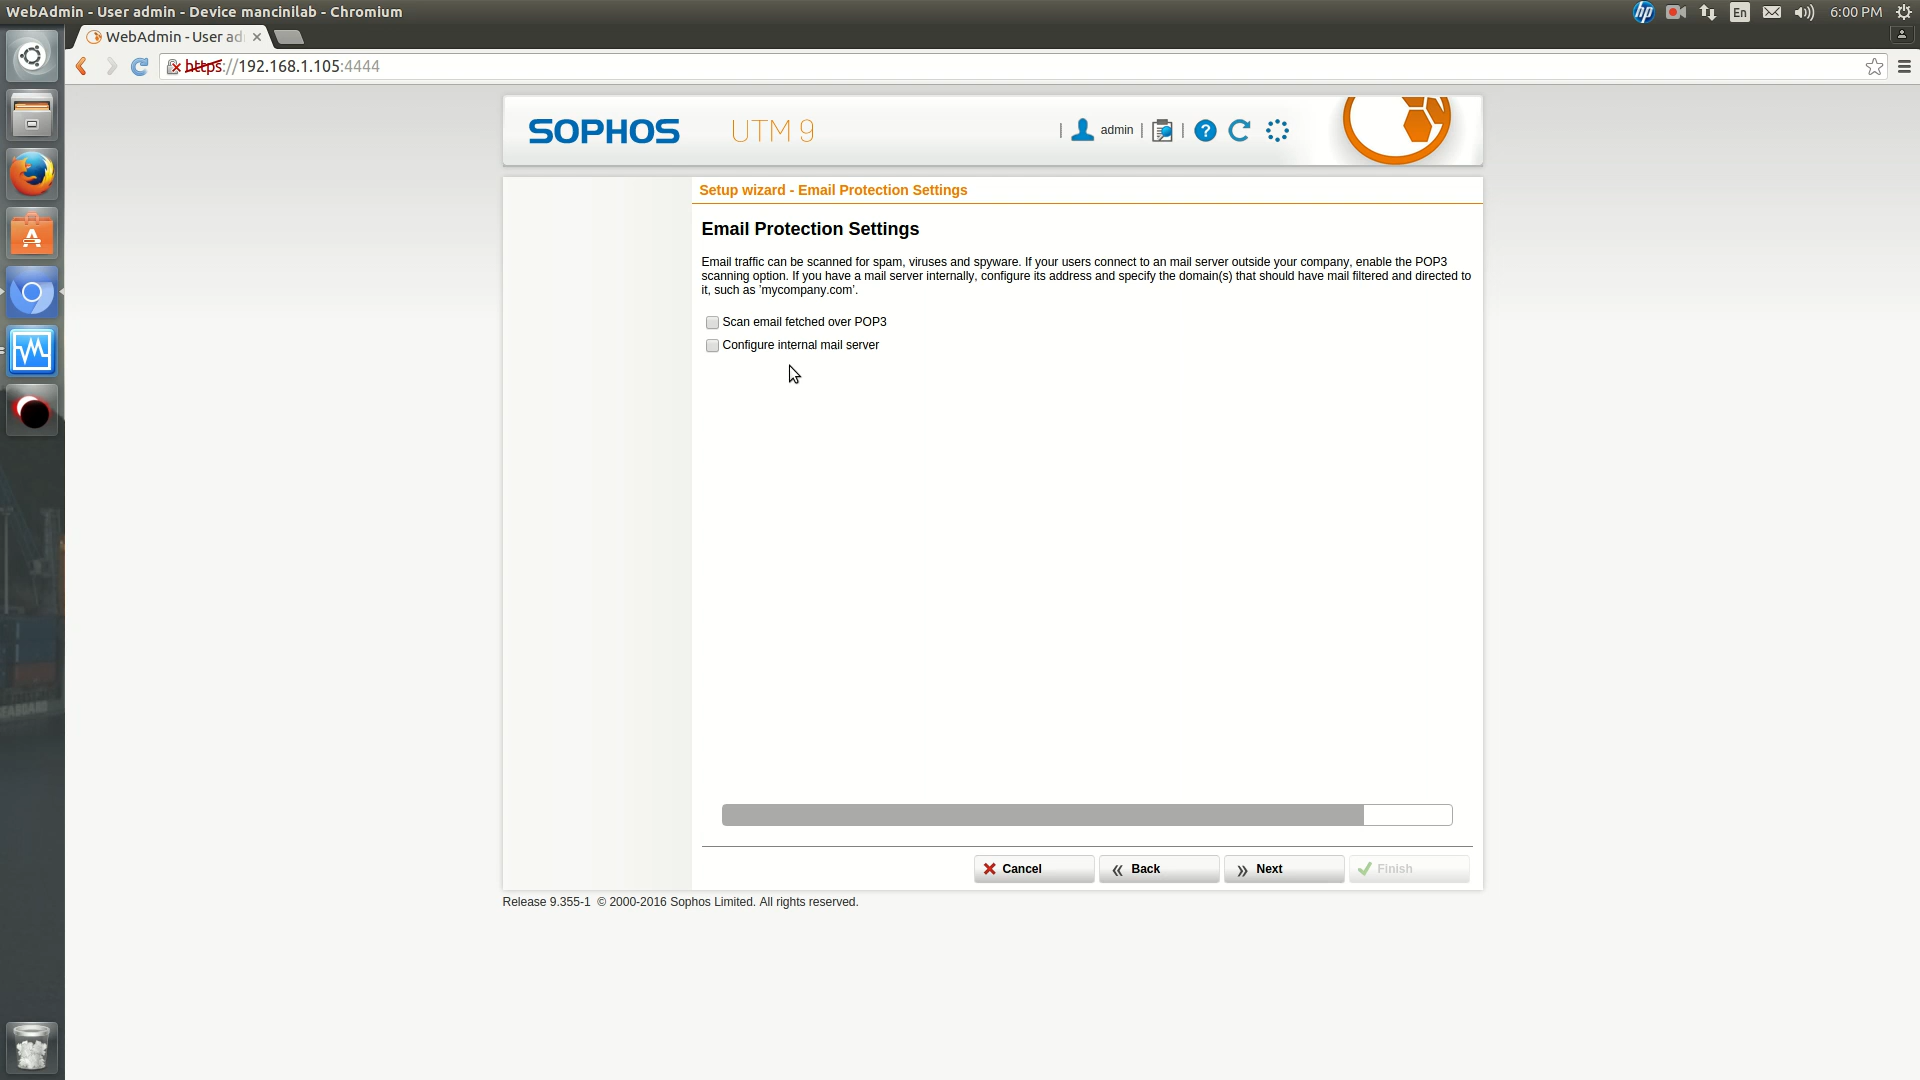 WebAdmin - User admin - Device mancinilab - Chromium
hp
En
6:00 PM
WebAdmin - User ad
https://192.168.1.105:4444
SOPHOS UTM 9
| admin | | ?
Setup wizard - Email Protection Settings
Email Protection Settings
Email traffic can be scanned for spam, viruses and spyware. If your users connect to an mail server outside your company, enable the POP3
scanning option. If you have a mail server internally, configure its address and specify the domain(s) that should have mail filtered and directed to
it, such as 'mycompany.com'.
Scan email fetched over POP3
Configure internal mail server
Cancel
Back
Next
Finish
Release 9.355-1 © 2000-2016 Sophos Limited. All rights reserved.